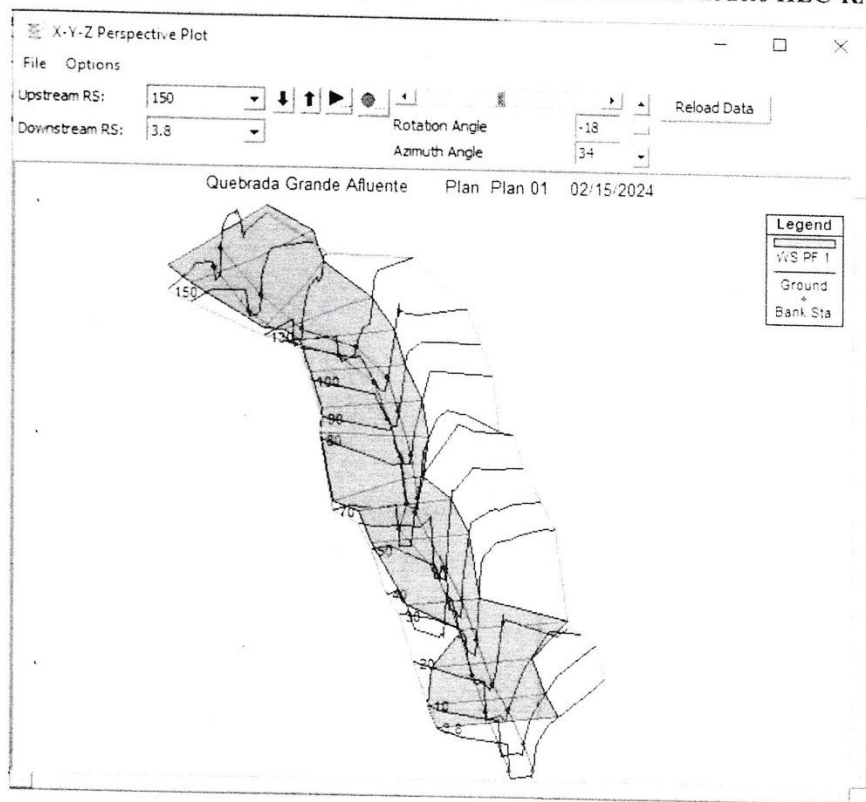 X-Y-Z Perspective Plot
File Options
Upstream RS: 150
Reload Data
Downstream RS: 3.8
Rotation Angle -18
Azimuth Angle 34
Quebrada Grande Afluente Plan Plan 01 02/15/2024
Legend
WS PF 1
Ground
Bank Sta
150
130
100
90
80
70
50
30
20
10